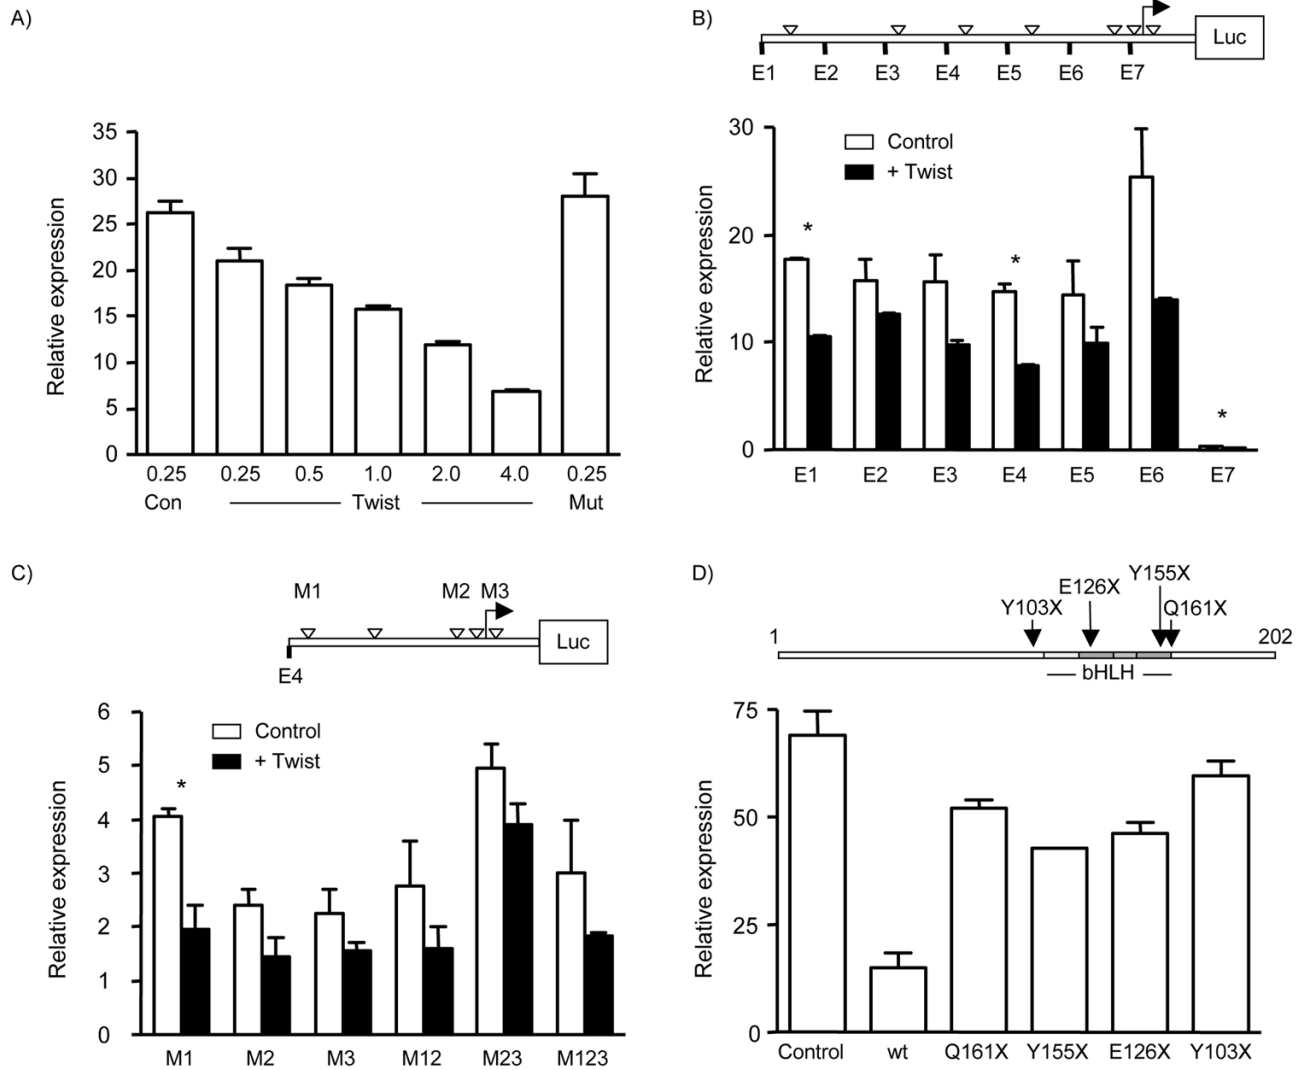 A)
35
30
25
20
15
10
5
0
Relative expression
0.25 0.25 0.5 1.0 2.0 4.0 0.25
Con Twist Mut
B)
Luc
E1 E2 E3 E4 E5 E6 E7
30
20
10
0
Relative expression
Control
+ Twist
*
*
*
E1 E2 E3 E4 E5 E6 E7
C)
M1 M2 M3
Luc
E4
6
5
4
3
2
1
0
Relative expression
Control
+ Twist
*
M1 M2 M3 M12 M23 M123
D)
Y155X
E126X
Y103X Q161X
1 202
bHLH
75
50
25
0
Relative expression
Control wt Q161X Y155X E126X Y103X